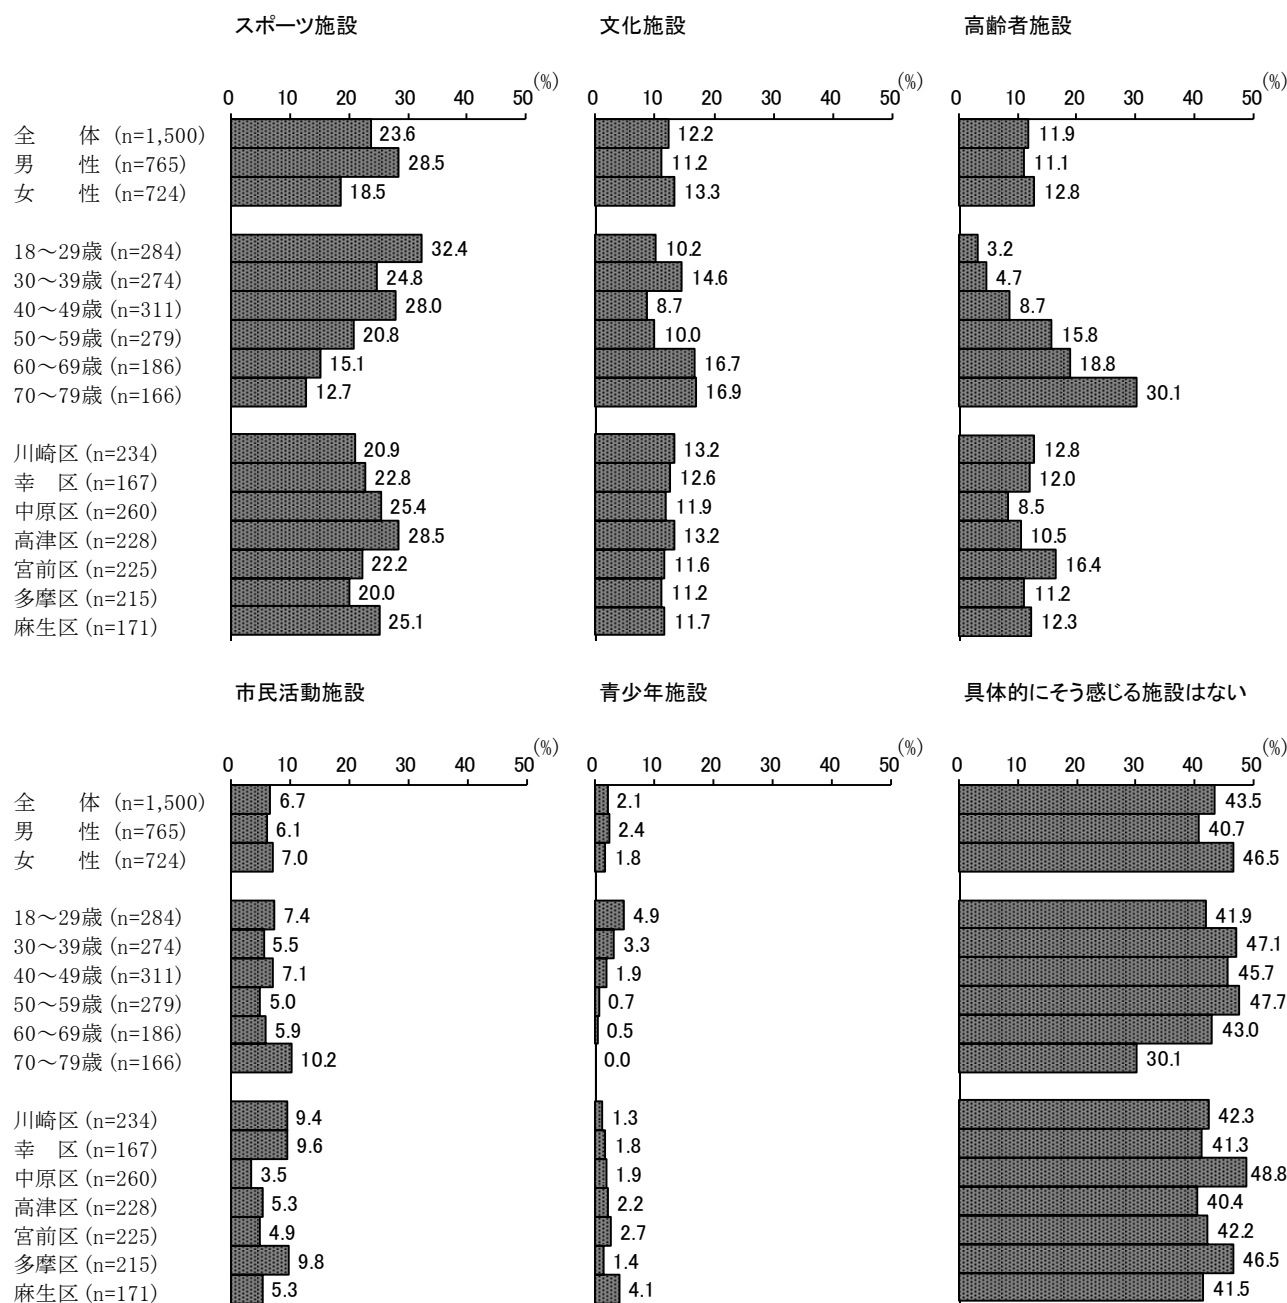 スポーツ施設 文化施設 高齢者施設
(%) (%) (%)
0 10 20 30 40 50 0 10 20 30 40 50 0 10 20 30 40 50
全 体 (n=1,500) 23.6 12.2 11.9
男 性 (n=765) 28.5 11.2 11.1
女 性 (n=724) 18.5 13.3 12.8
18～29歳 (n=284) 32.4 10.2 3.2
30～39歳 (n=274) 24.8 14.6 4.7
40～49歳 (n=311) 28.0 8.7 8.7
50～59歳 (n=279) 20.8 10.0 15.8
60～69歳 (n=186) 15.1 16.7 18.8
70～79歳 (n=166) 12.7 16.9 30.1
川崎区 (n=234) 20.9 13.2 12.8
幸 区 (n=167) 22.8 12.6 12.0
中原区 (n=260) 25.4 11.9 8.5
高津区 (n=228) 28.5 13.2 10.5
宮前区 (n=225) 22.2 11.6 16.4
多摩区 (n=215) 20.0 11.2 11.2
麻生区 (n=171) 25.1 11.7 12.3
市民活動施設 青少年施設 具体的にそう感じる施設はない
(%) (%) (%)
0 10 20 30 40 50 0 10 20 30 40 50 0 10 20 30 40 50
全 体 (n=1,500) 6.7 2.1 43.5
男 性 (n=765) 6.1 2.4 40.7
女 性 (n=724) 7.0 1.8 46.5
18～29歳 (n=284) 7.4 4.9 41.9
30～39歳 (n=274) 5.5 3.3 47.1
40～49歳 (n=311) 7.1 1.9 45.7
50～59歳 (n=279) 5.0 0.7 47.7
60～69歳 (n=186) 5.9 0.5 43.0
70～79歳 (n=166) 10.2 0.0 30.1
川崎区 (n=234) 9.4 1.3 42.3
幸 区 (n=167) 9.6 1.8 41.3
中原区 (n=260) 3.5 1.9 48.8
高津区 (n=228) 5.3 2.2 40.4
宮前区 (n=225) 4.9 2.7 42.2
多摩区 (n=215) 9.8 1.4 46.5
麻生区 (n=171) 5.3 4.1 41.5